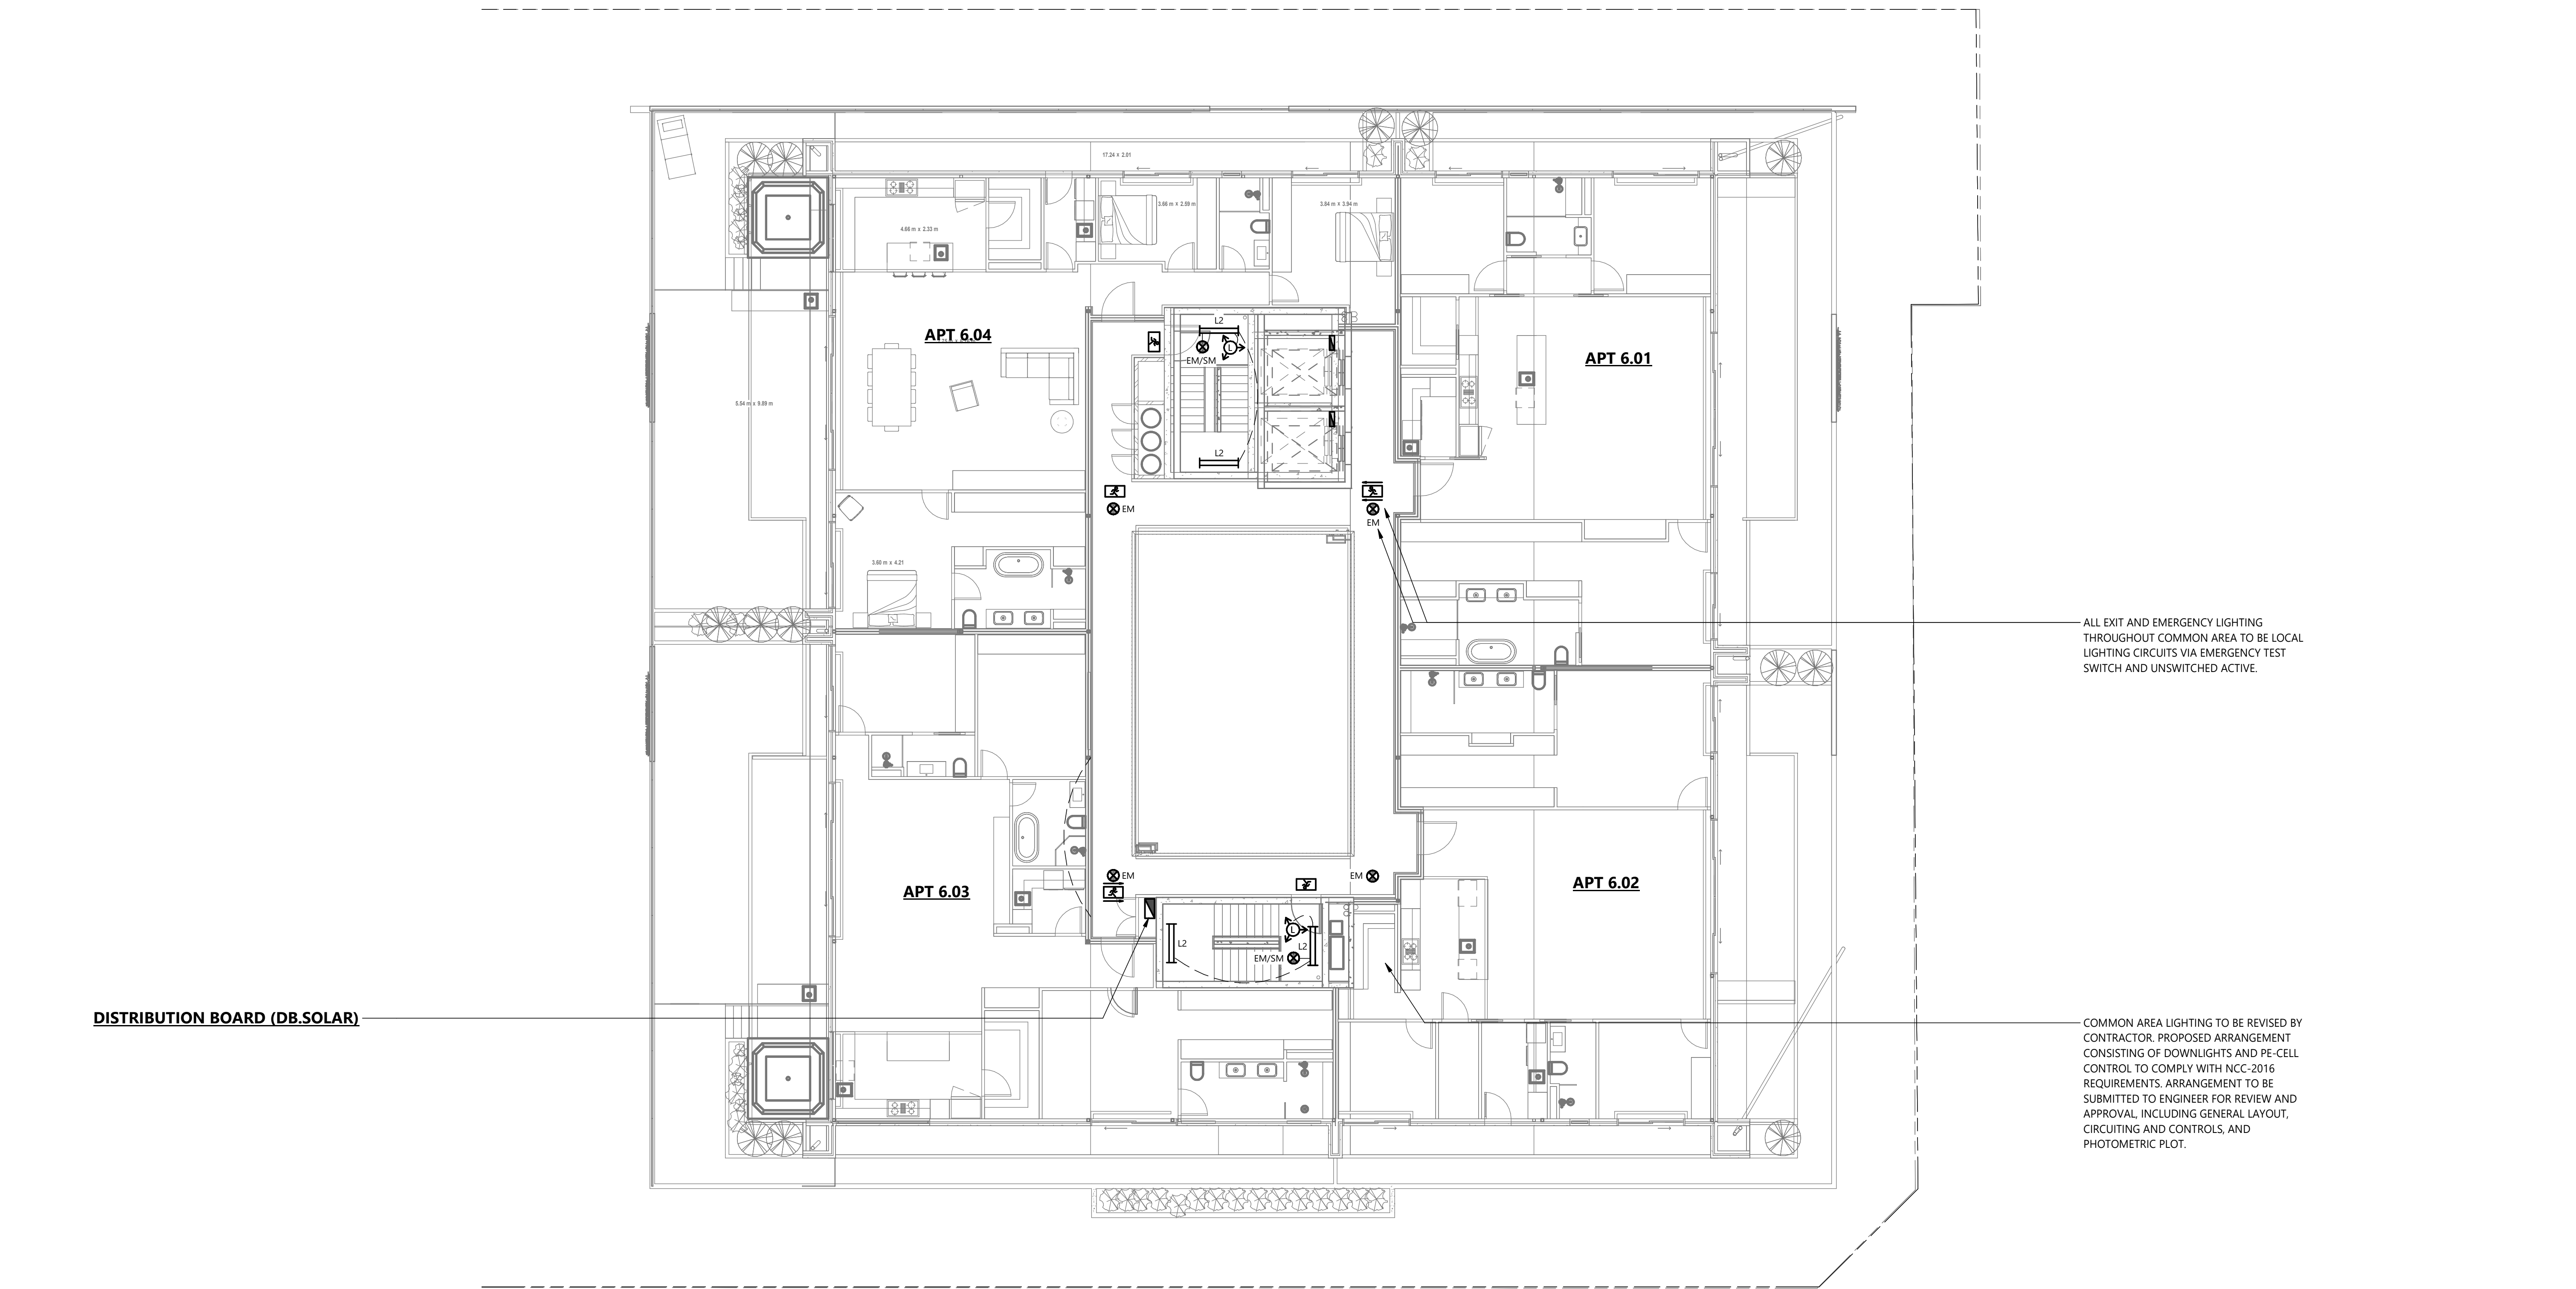 17.24 X 2.01
3.66 m X 2.59 m
3.84 m X 3.94 m
4.66 m x 2.33 m
L2
L
EM/SM
APT 6.04
APT 6.01
5.54 m x 9.89 m
L2
EM
EM
3.60 m x 4.21
ALL EXIT AND EMERGENCY LIGHTING
THROUGHOUT COMMON AREA TO BE LOCAL
LIGHTING CIRCUITS VIA EMERGENCY TEST
SWITCH AND UNSWITCHED ACTIVE.
EM
EM
APT 6.03
APT 6.02
L
L2
L2
EM/SM
DISTRIBUTION BOARD (DB.SOLAR)
COMMON AREA LIGHTING TO BE REVISED BY
CONTRACTOR. PROPOSED ARRANGEMENT
CONSISTING OF DOWNLIGHTS AND PE-CELL
CONTROL TO COMPLY WITH NCC-2016
REQUIREMENTS. ARRANGEMENT TO BE
SUBMITTED TO ENGINEER FOR REVIEW AND
APPROVAL, INCLUDING GENERAL LAYOUT,
CIRCUITING AND CONTROLS, AND
PHOTOMETRIC PLOT.